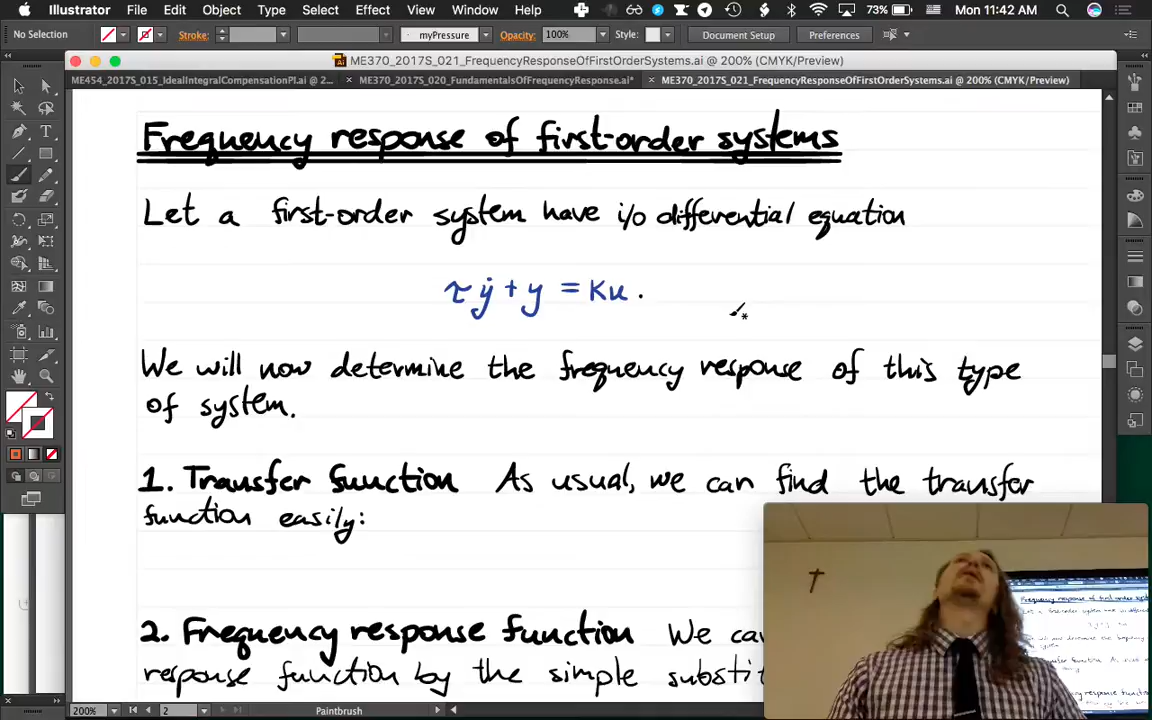 Illustrator File Edit Object Type Select Effect View Window Help 73% Mon 11:42 AM
No Selection Stroke: myPressure Opacity: 100% Style: Document Setup Preferences
ME370_2017S_021_FrequencyResponseOfFirstOrderSystems.ai @ 200% (CMYK/Preview)
ME454_2017S_015_IdealIntegralCompensationPI.ai @ 2... ME370_2017S_020_FundamentalsOfFrequencyResponse.ai* ME370_2017S_021_FrequencyResponseOfFirstOrderSystems.ai @ 200% (CMYK/Preview)
Frequency response of first-order systems
Let a first-order system have i/o differential equation
τẏ + y = Ku.
We will now determine the frequency response of this type
of system.
1. Transfer function As usual, we can find the transfer
function easily:
2. Frequency response function We ca
response function by the simple substit
200% 2 Paintbrush